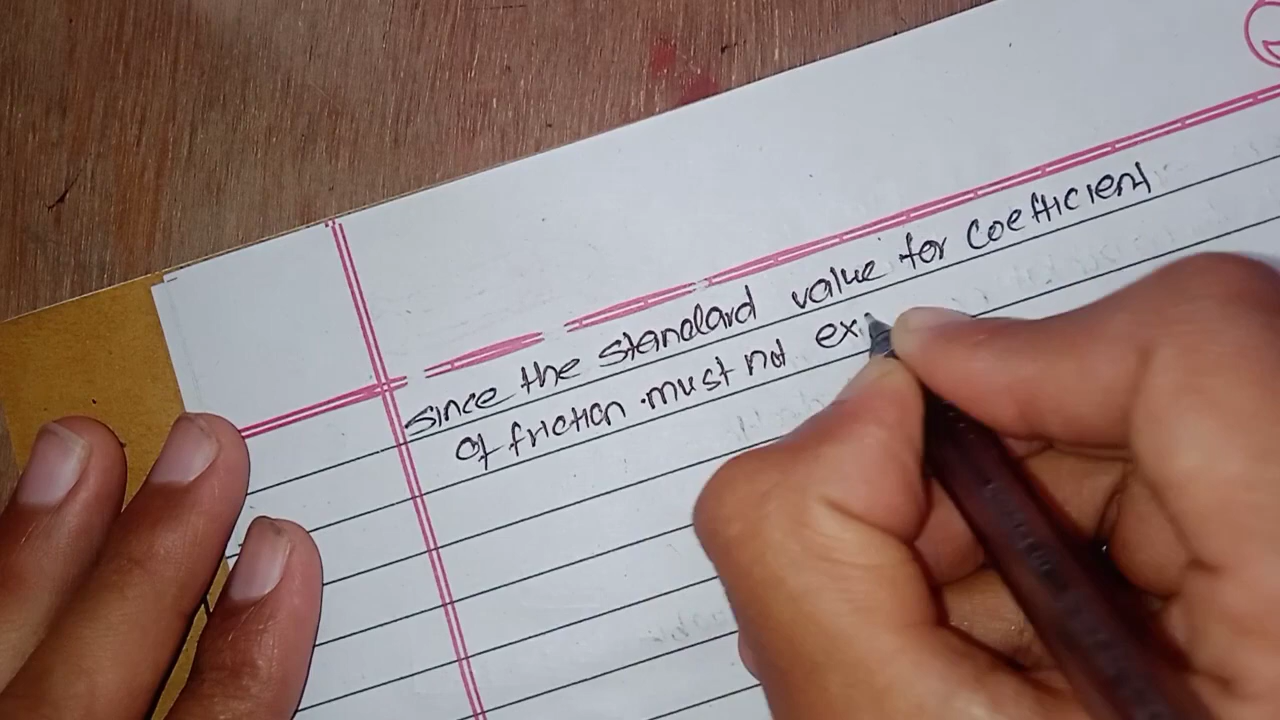 since the standard value for coefficient
of friction must not ex